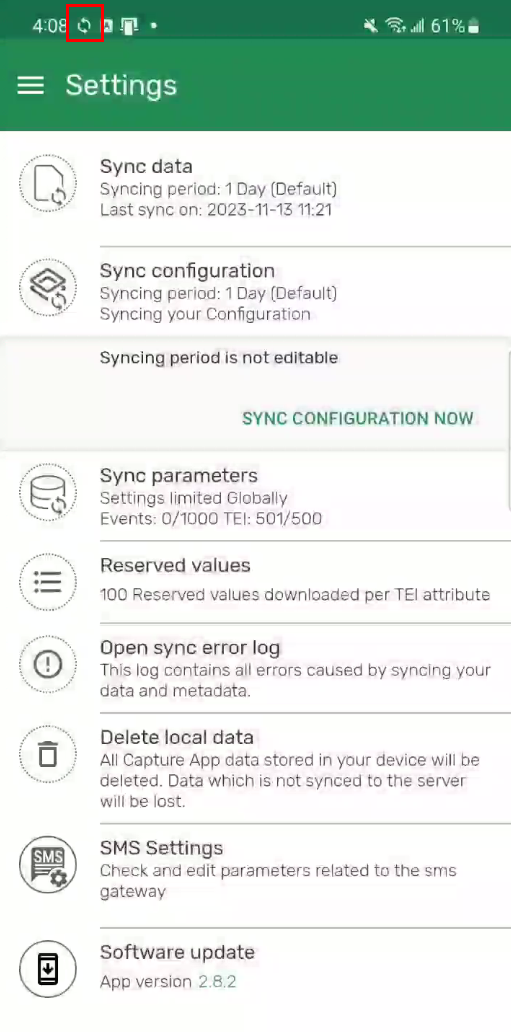 4:08 A 61%
Settings
Sync data
Syncing period: 1 Day (Default)
Last sync on: 2023-11-13 11:21
Sync configuration
Syncing period: 1 Day (Default)
Syncing your Configuration
Syncing period is not editable
SYNC CONFIGURATION NOW
Sync parameters
Settings limited Globally
Events: 0/1000 TEI: 501/500
Reserved values
100 Reserved values downloaded per TEI attribute
Open sync error log
This log contains all errors caused by syncing your
data and metadata.
Delete local data
All Capture App data stored in your device will be
deleted. Data which is not synced to the server
will be lost.
SMS
SMS Settings
Check and edit parameters related to the sms
gateway
Software update
App version 2.8.2